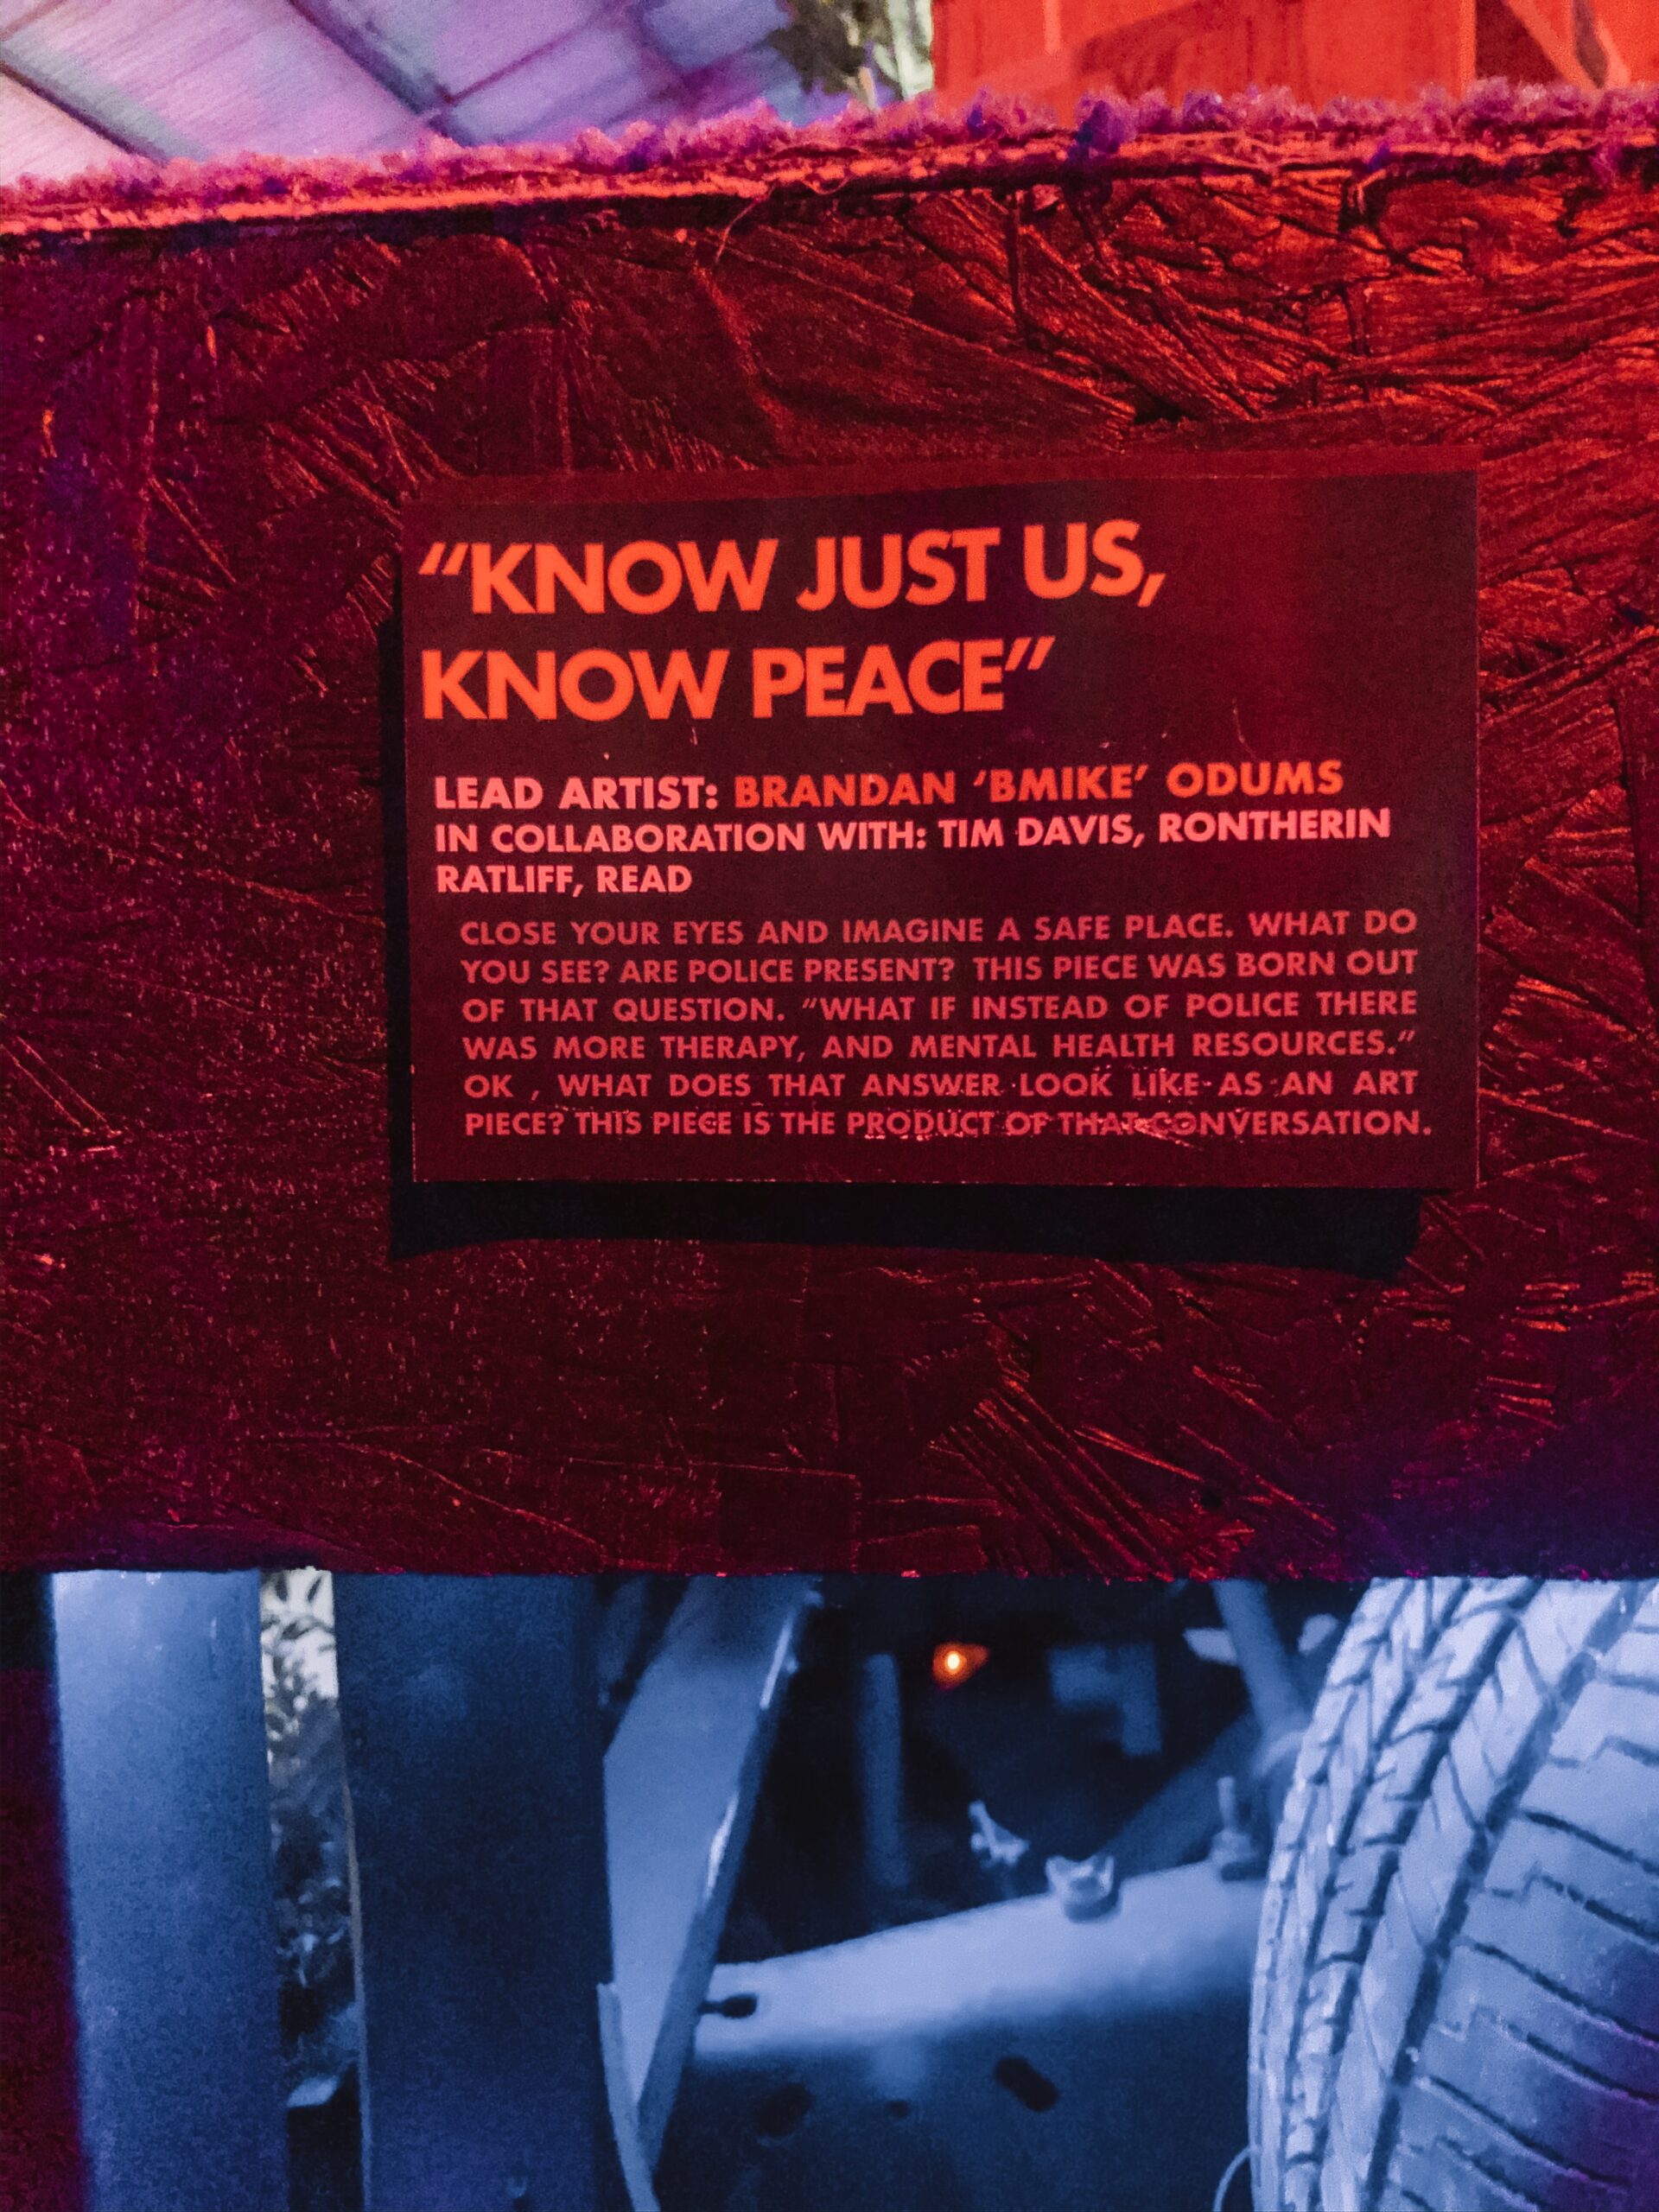 “KNOW JUST US,
KNOW PEACE”
LEAD ARTIST: BRANDAN ‘BMIKE’ ODUMS
IN COLLABORATION WITH: TIM DAVIS, RONTHERIN
RATLIFF, READ
CLOSE YOUR EYES AND IMAGINE A SAFE PLACE. WHAT DO
YOU SEE? ARE POLICE PRESENT? THIS PIECE WAS BORN OUT
OF THAT QUESTION. “WHAT IF INSTEAD OF POLICE THERE
WAS MORE THERAPY, AND MENTAL HEALTH RESOURCES.”
OK , WHAT DOES THAT ANSWER LOOK LIKE AS AN ART
PIECE? THIS PIECE IS THE PRODUCT OF THAT CONVERSATION.